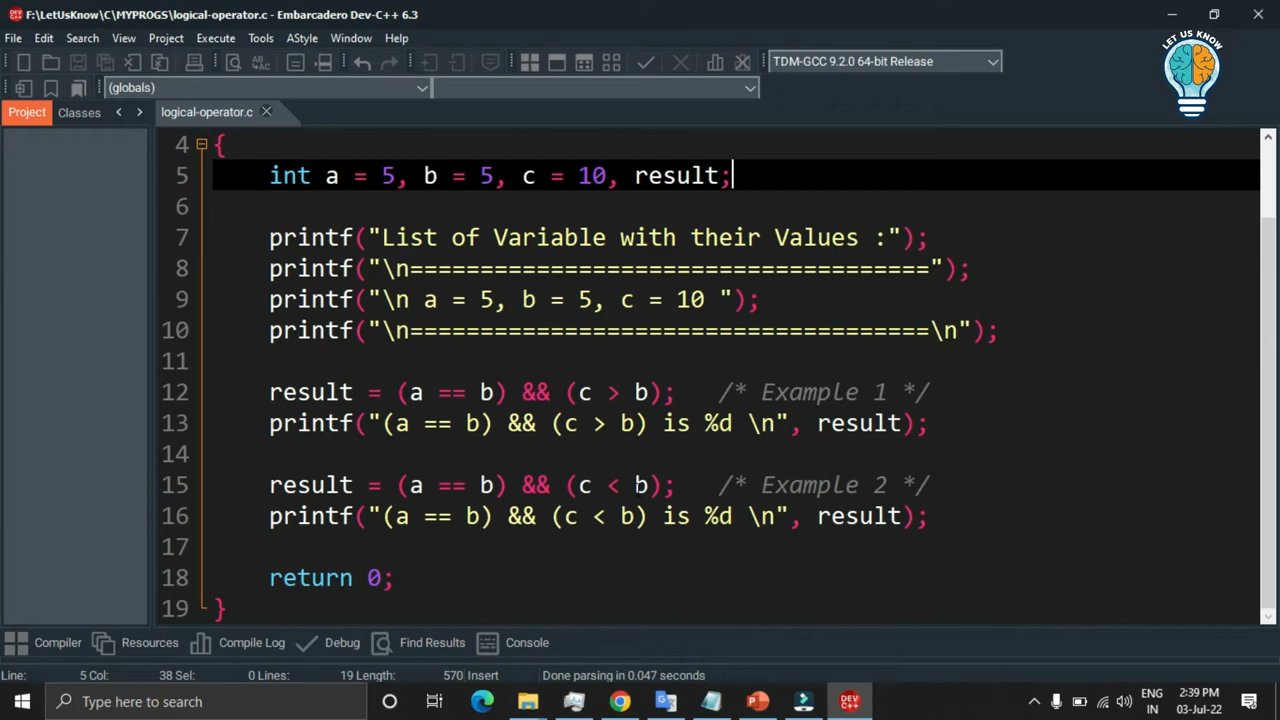 F:\LetUsKnow\C\MYPROGS\logical-operator.c - Embarcadero Dev-C++ 6.3
LET US KNOW
File Edit Search View Project Execute Tools AStyle Window Help
TDM-GCC 9.2.0 64-bit Release
(globals)
Project Classes logical-operator.c
4 {
5 int a = 5, b = 5, c = 10, result;
6
7 printf("List of Variable with their Values :");
8 printf("\n=====================================");
9 printf("\n a = 5, b = 5, c = 10 ");
10 printf("\n=====================================\n");
11
12 result = (a == b) && (c > b); /* Example 1 */
13 printf("(a == b) && (c > b) is %d \n", result);
14
15 result = (a == b) && (c < b); /* Example 2 */
16 printf("(a == b) && (c < b) is %d \n", result);
17
18 return 0;
19 }
Compiler Resources Compile Log Debug Find Results Console
Line: 5 Col: 38 Sel: 0 Lines: 19 Length: 570 Insert Done parsing in 0.047 seconds
Type here to search
DEV C++
ENG
IN
2:39 PM
03-Jul-22